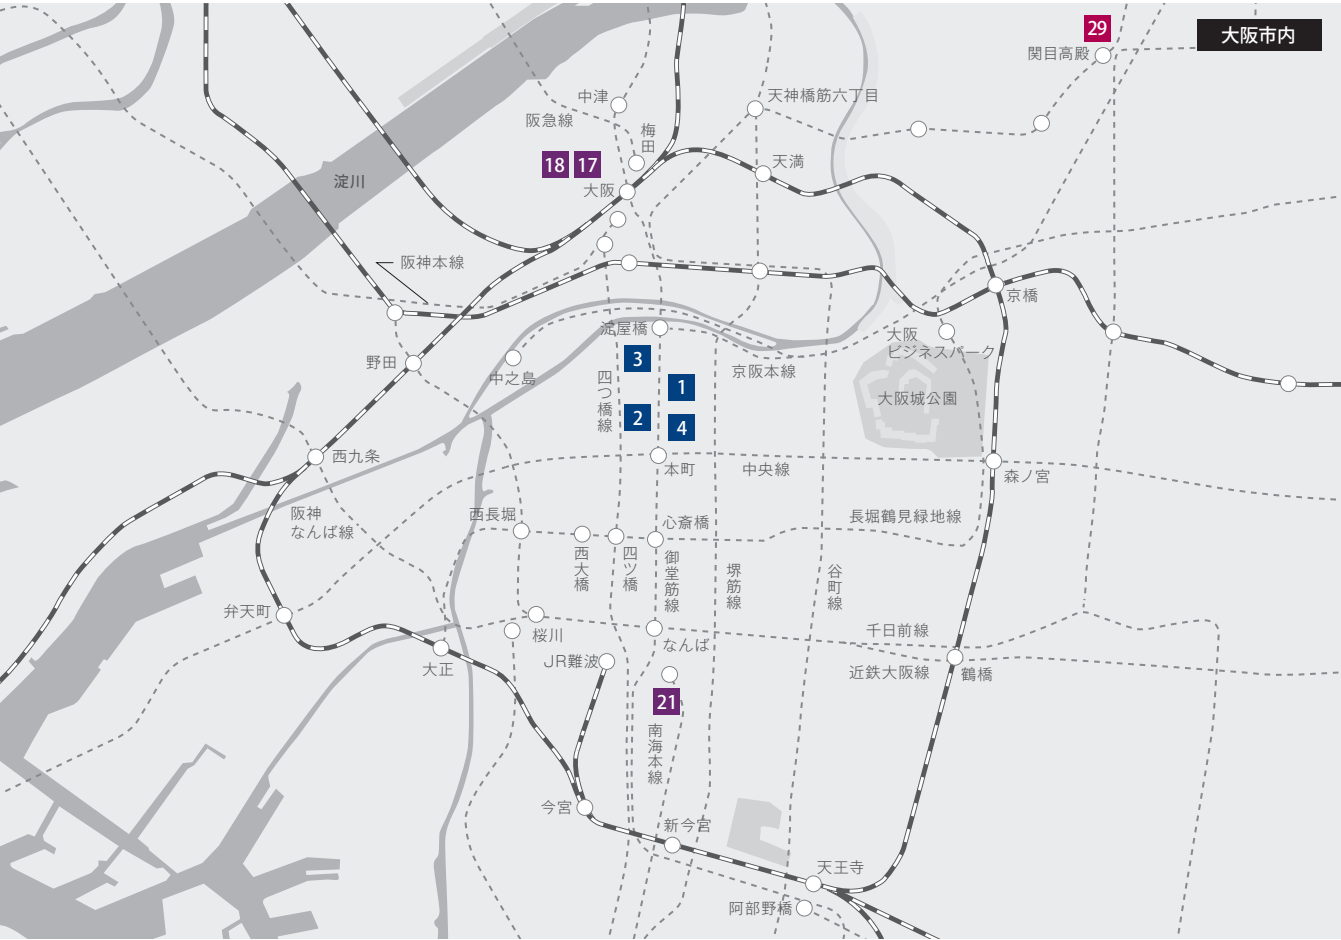 29
大阪市内
関目高殿
中津
天神橋筋六丁目
阪急線
梅田
18
17
天満
淀川
大阪
阪神本線
京橋
淀屋橋
大阪
ビジネスパーク
野田
3
中之島
四つ橋線
京阪本線
1
大阪城公園
2
4
西九条
本町
中央線
森ノ宮
阪神
なんば線
西長堀
心斎橋
長堀鶴見緑地線
西大橋
四ツ橋
御堂筋線
堺筋線
谷町線
弁天町
桜川
千日前線
なんば
大正
JR難波
近鉄大阪線
鶴橋
21
南海本線
今宮
新今宮
天王寺
阿部野橋